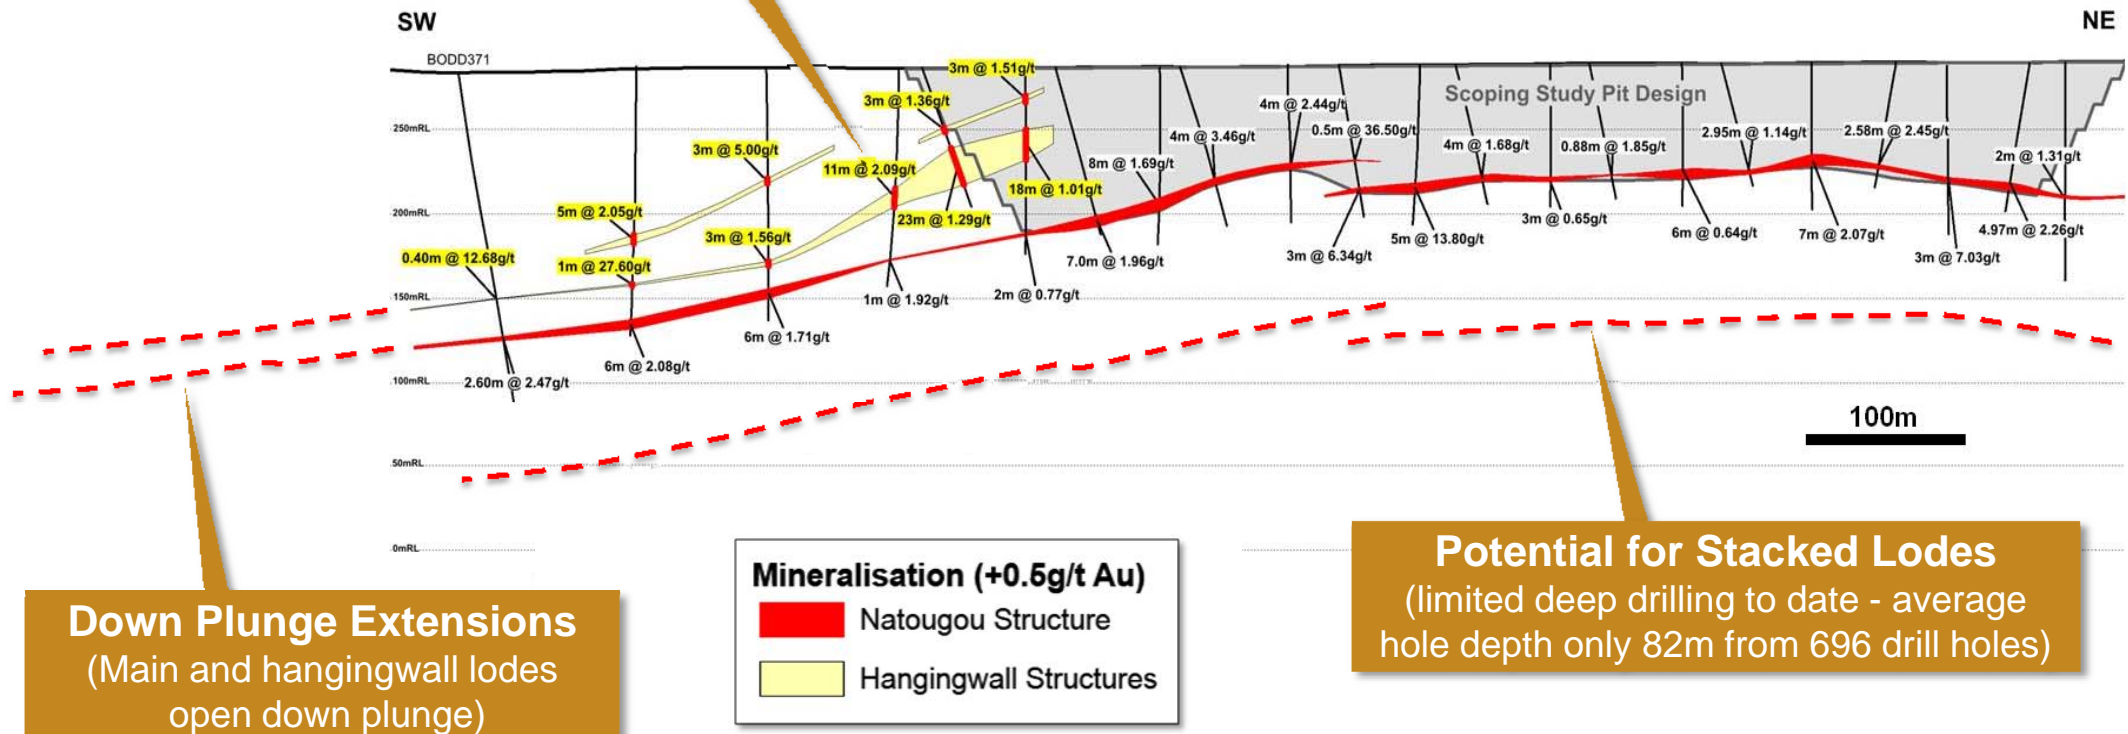 SW
NE
BODD371
3m @ 1.51g/t
3m @ 1.36g/t
Scoping Study Pit Design
4m @ 2.44g/t
250mRL
0.5m @ 36.50g/t
4m @ 3.46g/t
4m @ 1.68g/t
0.88m @ 1.85g/t
2.95m @ 1.14g/t
2.58m @ 2.45g/t
3m @ 5.00g/t
11m @ 2.09g/t
8m @ 1.69g/t
2m @ 1.31g/t
18m @ 1.01g/t
5m @ 2.05g/t
200mRL
23m @ 1.29g/t
3m @ 0.65g/t
3m @ 1.56g/t
5m @ 13.80g/t
6m @ 0.64g/t
7m @ 2.07g/t
4.97m @ 2.26g/t
0.40m @ 12.68g/t
1m @ 27.60g/t
7.0m @ 1.96g/t
3m @ 6.34g/t
3m @ 7.03g/t
150mRL
1m @ 1.92g/t
2m @ 0.77g/t
6m @ 1.71g/t
6m @ 2.08g/t
100mRL
2.60m @ 2.47g/t
100m
50mRL
0mRL
Down Plunge Extensions
(Main and hangingwall lodes
open down plunge)
Mineralisation (+0.5g/t Au)
Natougou Structure
Hangingwall Structures
Potential for Stacked Lodes
(limited deep drilling to date - average
hole depth only 82m from 696 drill holes)